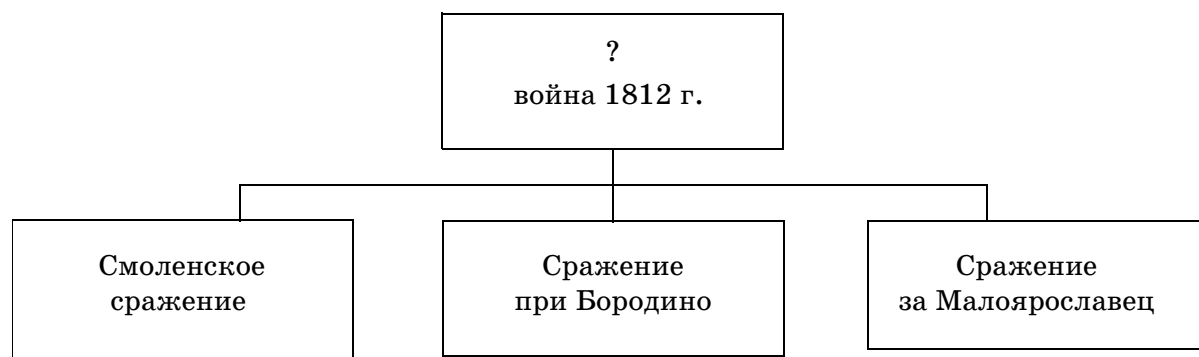 ?
война 1812 г.
Смоленское
сражение
Сражение
при Бородино
Сражение
за Малоярославец